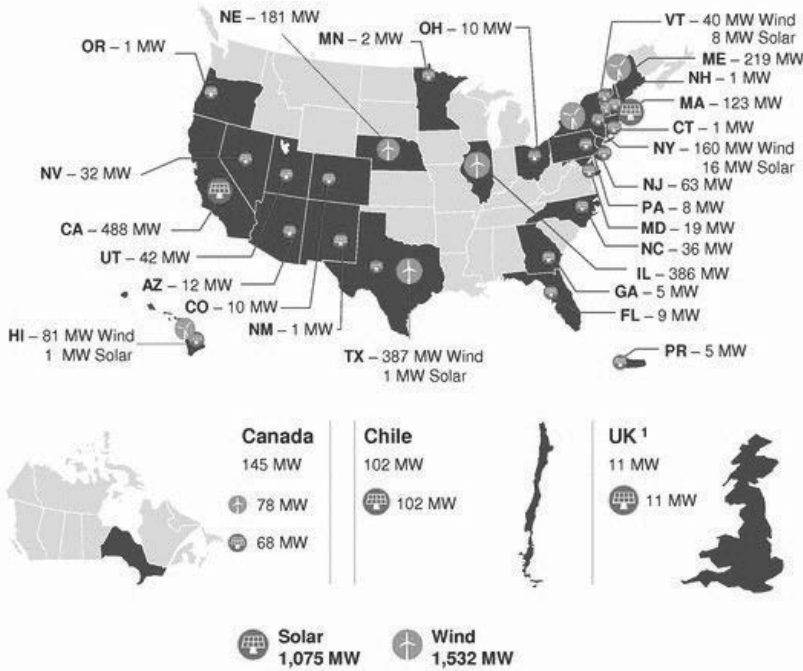 NE – 181 MW
MN – 2 MW
OH – 10 MW
VT – 40 MW Wind
8 MW Solar
OR – 1 MW
ME – 219 MW
NH – 1 MW
MA – 123 MW
CT – 1 MW
NY – 160 MW Wind
16 MW Solar
NV – 32 MW
NJ – 63 MW
PA – 8 MW
CA – 488 MW
MD – 19 MW
NC – 36 MW
UT – 42 MW
IL – 386 MW
AZ – 12 MW
GA – 5 MW
CO – 10 MW
FL – 9 MW
NM – 1 MW
HI – 81 MW Wind
1 MW Solar
TX – 387 MW Wind
1 MW Solar
PR – 5 MW
Canada
145 MW
78 MW
68 MW
Chile
102 MW
102 MW
UK 1
11 MW
11 MW
Solar
1,075 MW
Wind
1,532 MW